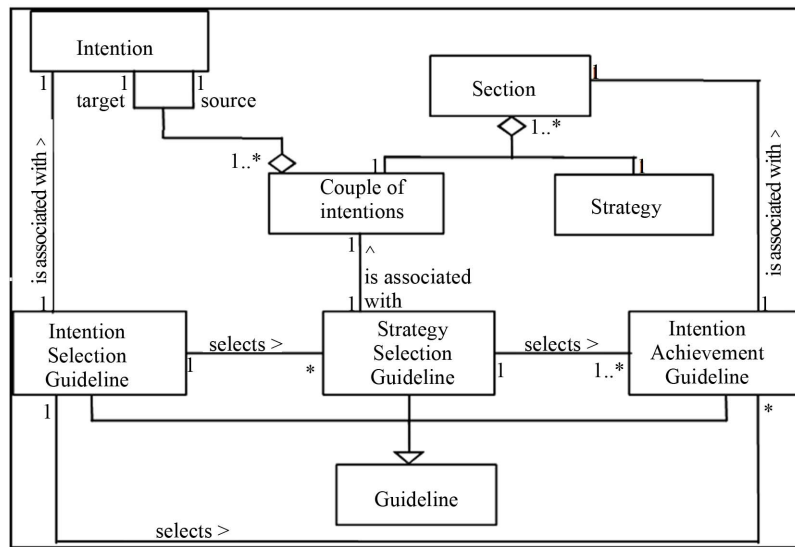 Intention
1
1
1
target
source
Section
1
1..*
1..*
1
1
Couple of
intentions
Strategy
is associated with >
is associated with >
1
^
is associated
with
1
1
1
Intention
Selection
Guideline
selects >
1
*
Strategy
Selection
Guideline
selects >
1
1..*
Intention
Achievement
Guideline
1
*
Guideline
selects >